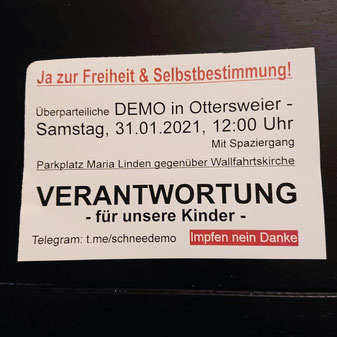 Ja zur Freiheit & Selbstbestimmung!
Überparteiliche DEMO in Ottersweier -
Samstag, 31.01.2021, 12:00 Uhr
Mit Spaziergang
Parkplatz Maria Linden gegenüber Wallfahrtskirche
VERANTWORTUNG
- für unsere Kinder -
Telegram: t.me/schneedemo Impfen nein Danke